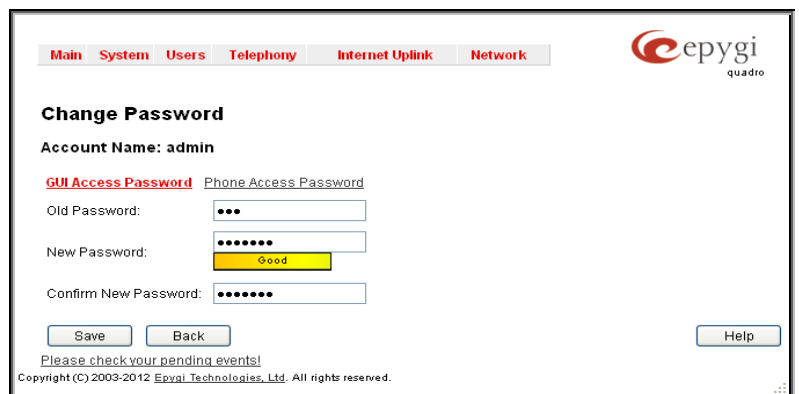 Main System Users Telephony Internet Uplink Network
epygi
quadro
Change Password
Account Name: admin
GUI Access Password Phone Access Password
Old Password: •••
New Password: •••••••
Good
Confirm New Password: •••••••
Save Back Help
Please check your pending events!
Copyright (C) 2003-2012 Epygi Technologies, Ltd. All rights reserved.